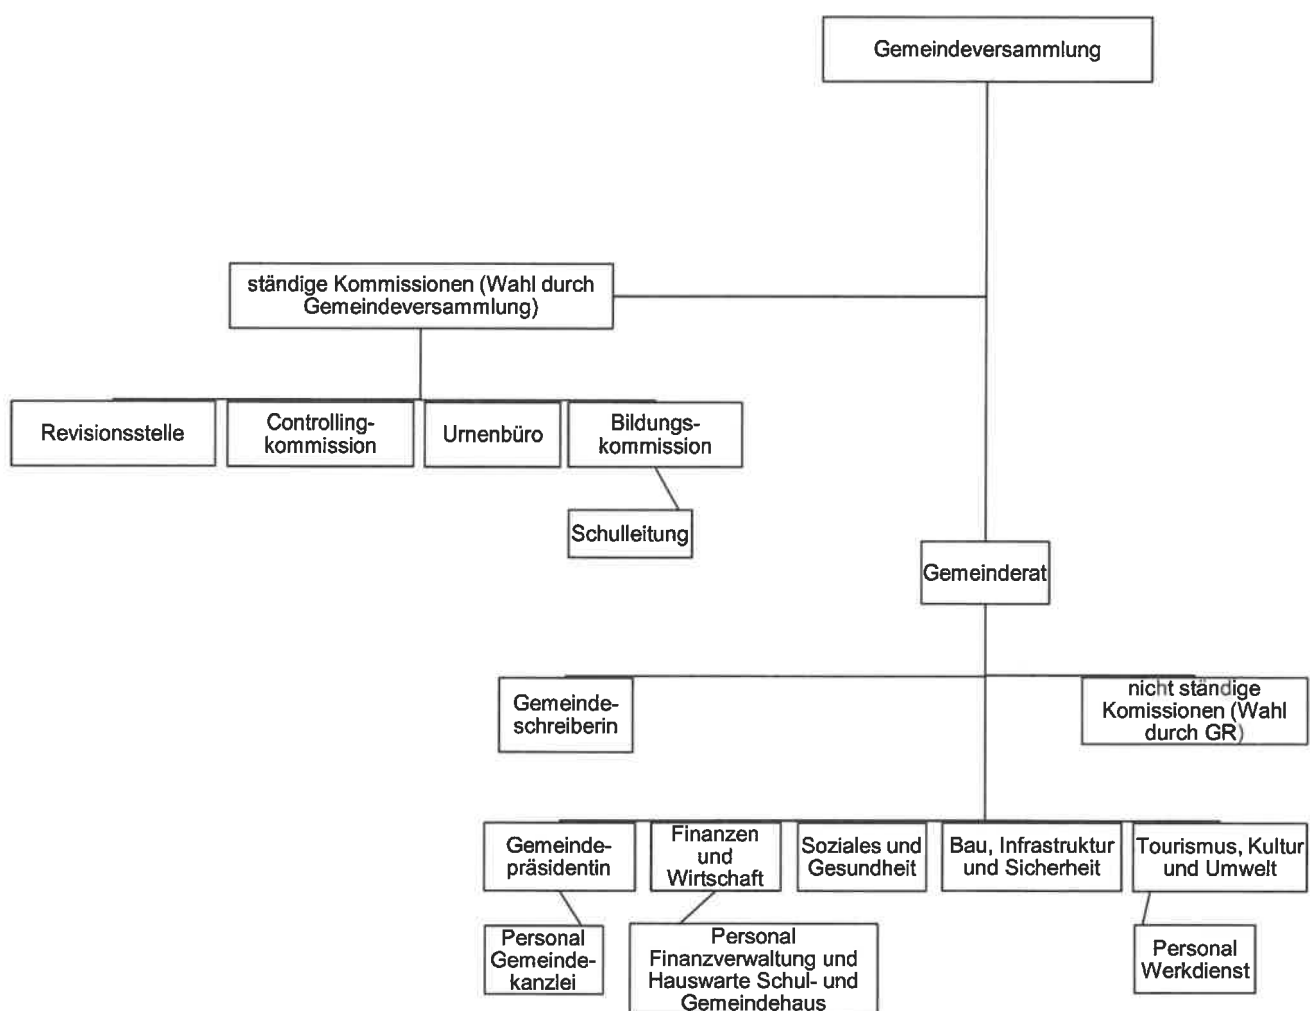 Gemeindeversammlung
ständige Kommissionen (Wahl durch
Gemeindeversammlung)
Revisionsstelle
Controlling-
kommission
Urnenbüro
Bildungs-
kommission
Schulleitung
Gemeinderat
Gemeinde-
schreiberin
nicht ständige
Komissionen (Wahl
durch GR)
Gemeinde-
präsidentin
Finanzen
und
Wirtschaft
Soziales und
Gesundheit
Bau, Infrastruktur
und Sicherheit
Tourismus, Kultur
und Umwelt
Personal
Gemeinde-
kanzlei
Personal
Finanzverwaltung und
Hauswarte Schul- und
Gemeindehaus
Personal
Werkdienst